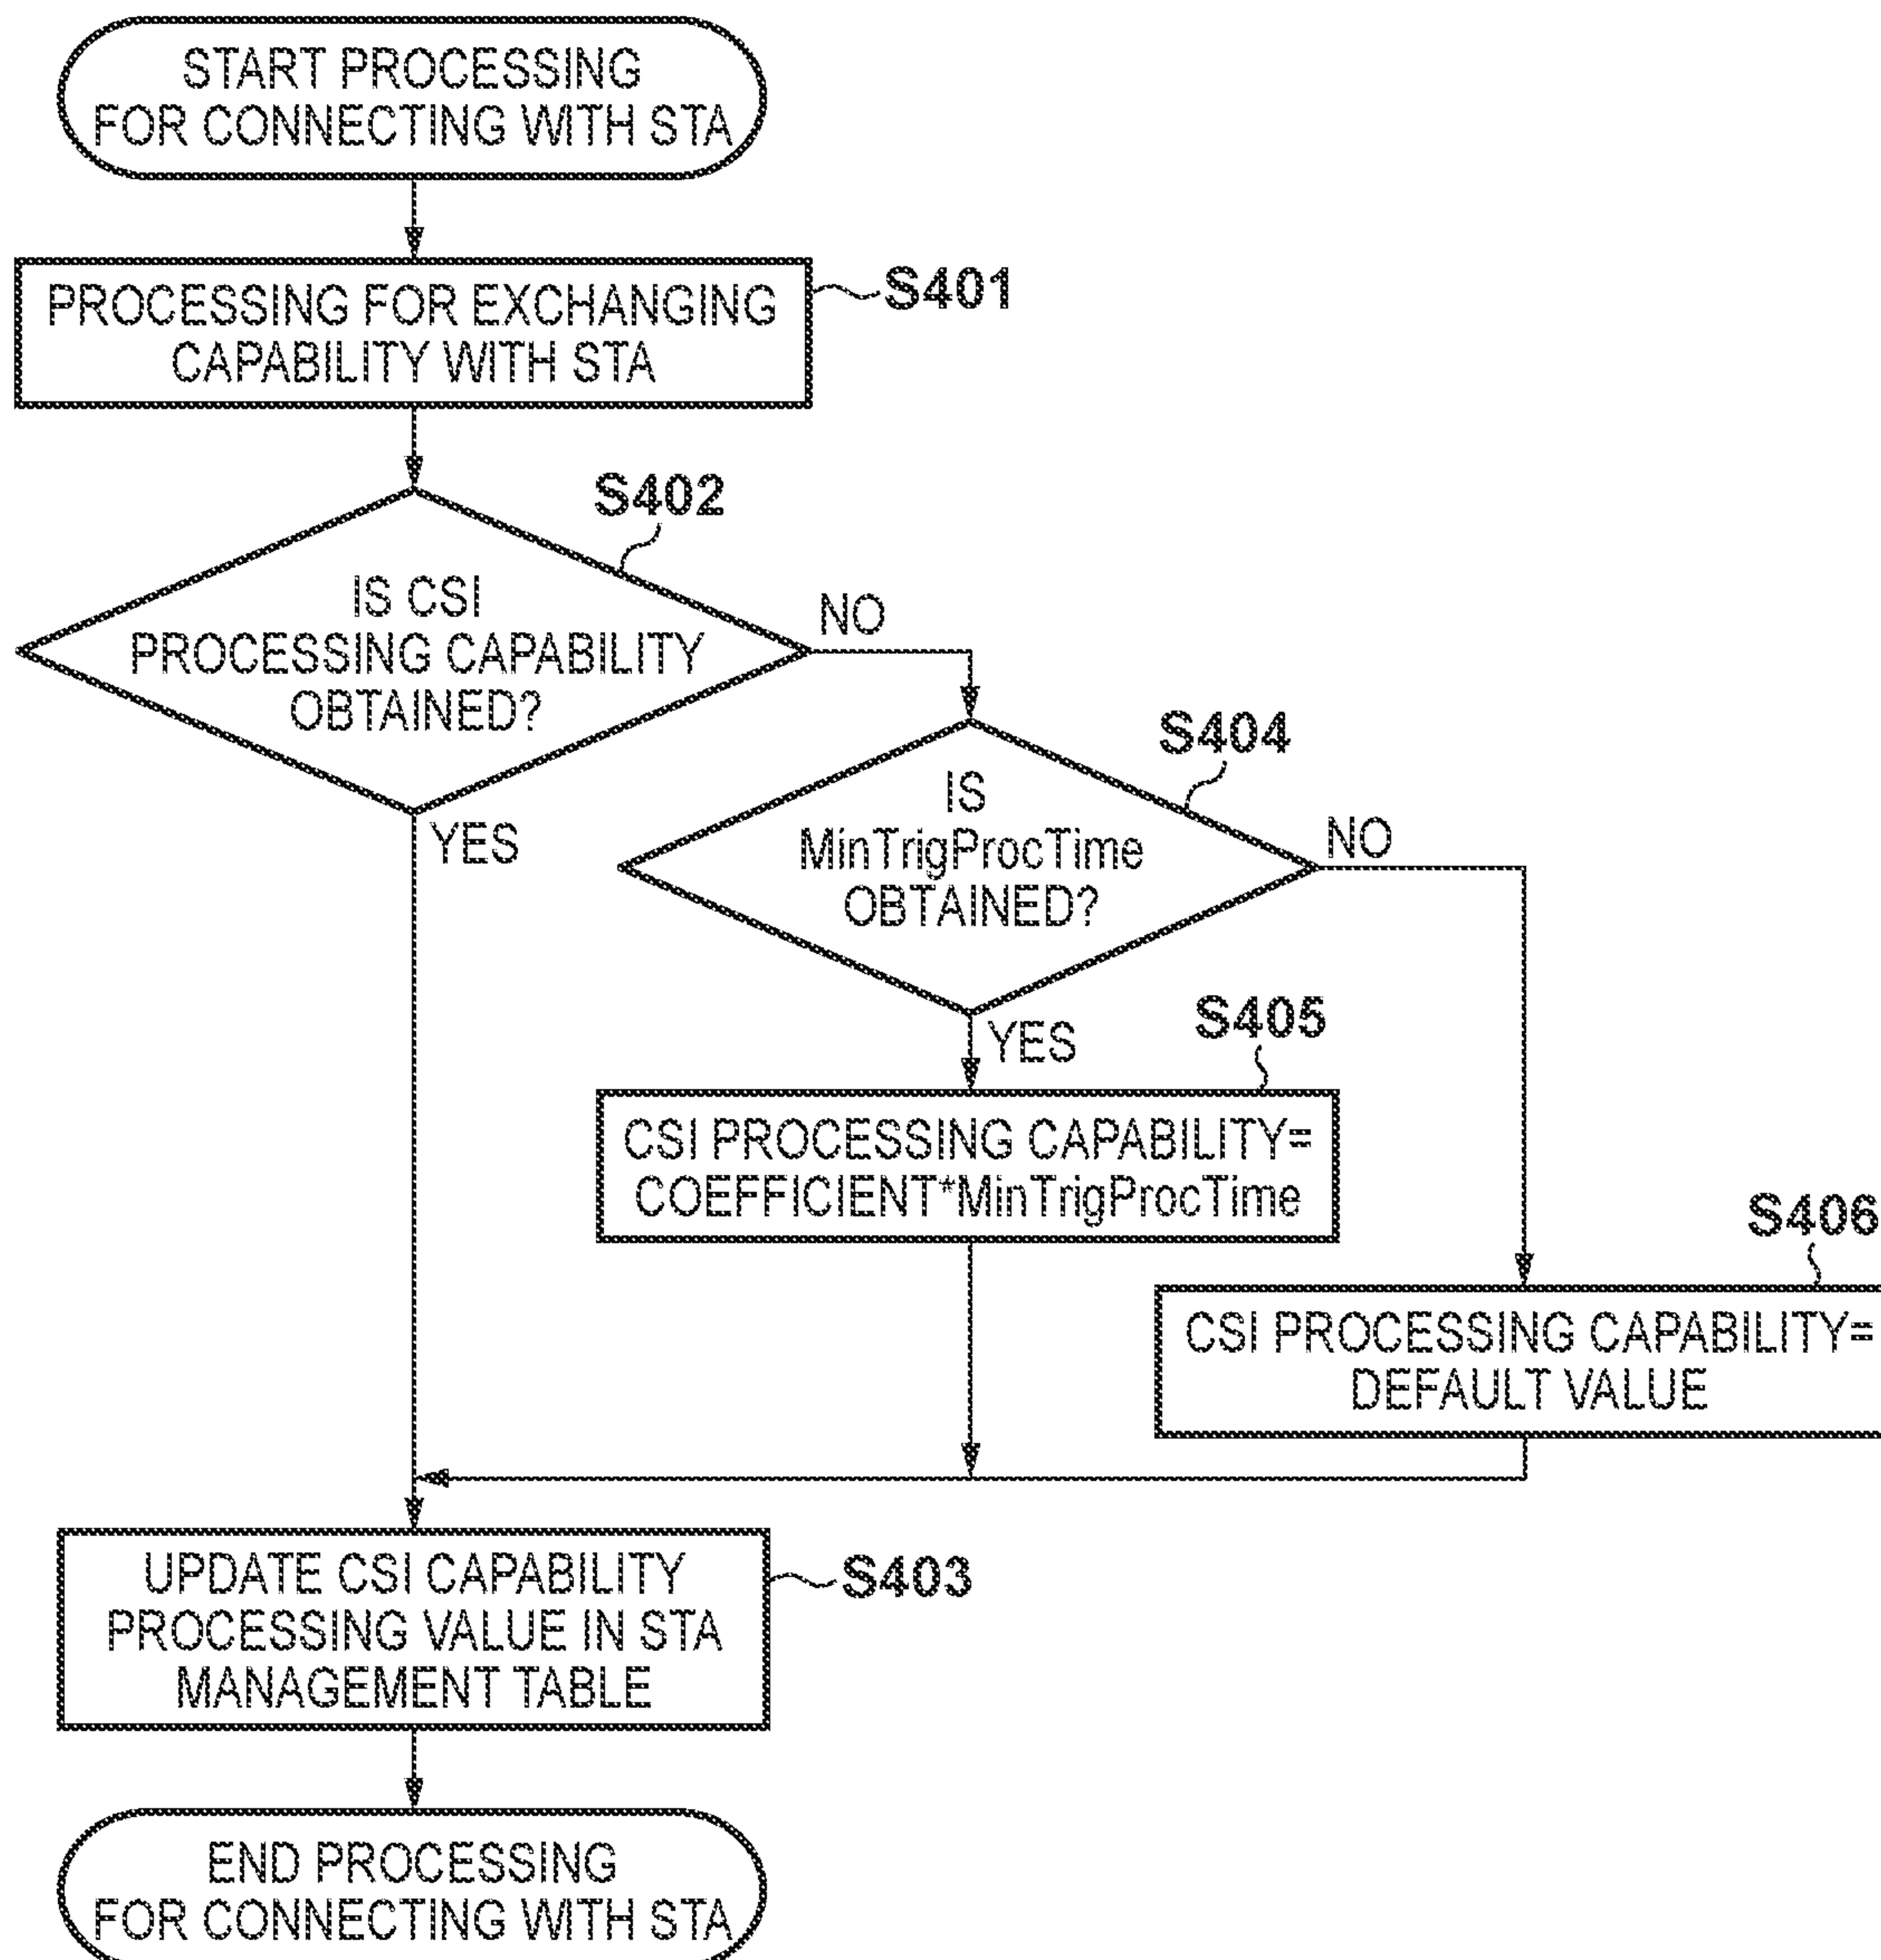 START PROCESSING
FOR CONNECTING WITH STA
PROCESSING FOR EXCHANGING
CAPABILITY WITH STA
S401
S402
IS CSI
PROCESSING CAPABILITY
OBTAINED?
NO
YES
S404
IS
MinTrigProcTime
OBTAINED?
NO
YES
S405
CSI PROCESSING CAPABILITY=
COEFFICIENT*MinTrigProcTime
S406
CSI PROCESSING CAPABILITY=
DEFAULT VALUE
UPDATE CSI CAPABILITY
PROCESSING VALUE IN STA
MANAGEMENT TABLE
S403
END PROCESSING
FOR CONNECTING WITH STA